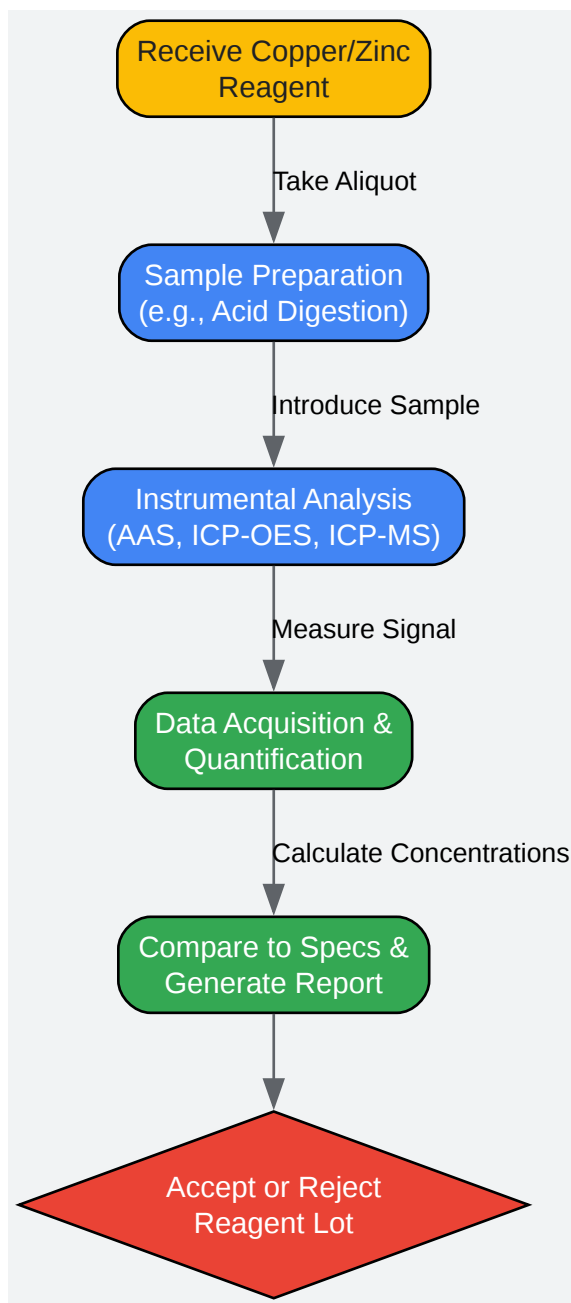 Receive Copper/Zinc
Reagent
Take Aliquot
Sample Preparation
(e.g., Acid Digestion)
Introduce Sample
Instrumental Analysis
(AAS, ICP-OES, ICP-MS)
Measure Signal
Data Acquisition &
Quantification
Calculate Concentrations
Compare to Specs &
Generate Report
Accept or Reject
Reagent Lot